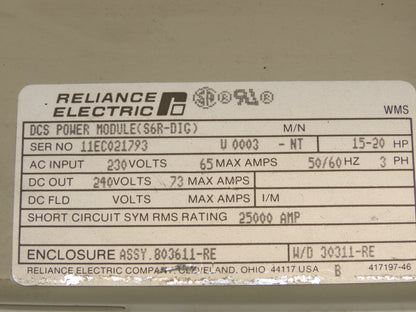 RELIANCE
ELECTRIC
WMS
DCS POWER MODULE(S6R-DIG) M/N
SER NO 11EC021793 U 0003 - NT 15-20 HP
AC INPUT 230 VOLTS 65 MAX AMPS 50/60 HZ 3 PH
DC OUT 240 VOLTS 73 MAX AMPS
DC FLD VOLTS MAX AMPS I/M
SHORT CIRCUIT SYM RMS RATING 25000 AMP
ENCLOSURE ASSY.803611-RE W/D 30311-RE
RELIANCE ELECTRIC COMPANY CLEVELAND, OHIO 44117 USA B 417197-46